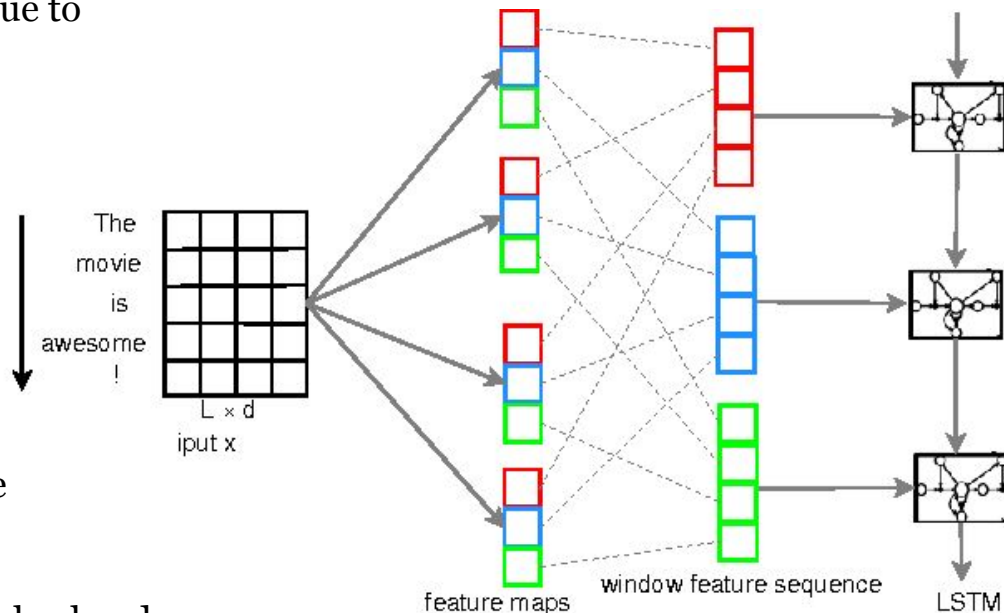 ue to
The
movie
is
awesome
!
L × d
iput x
e
feature maps
window feature sequence
LSTM